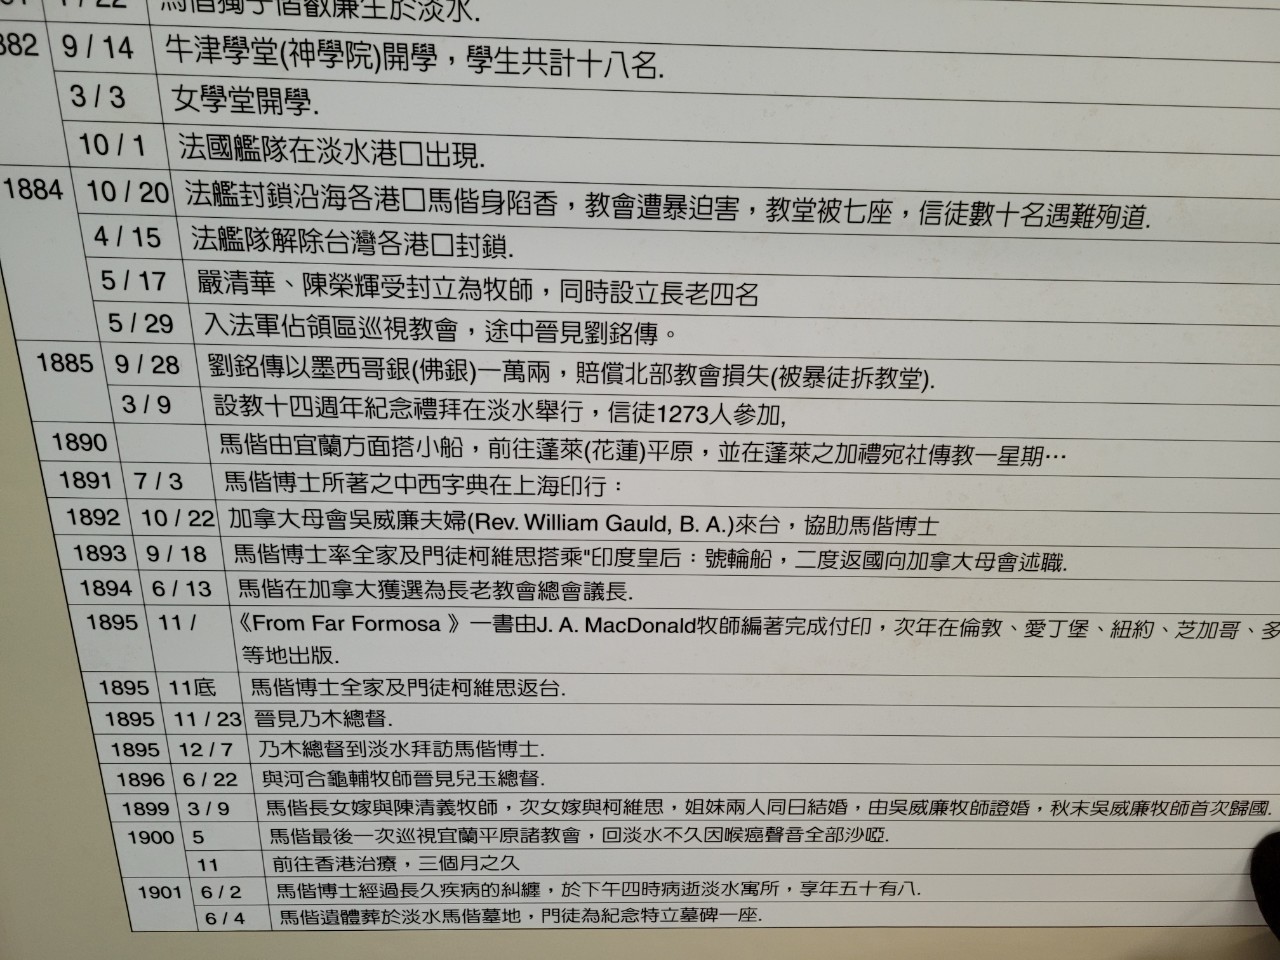 1 / 22 馬偕獨子偕叡廉生於淡水.
882 9 / 14 牛津學堂(神學院)開學，學生共計十八名.
3 / 3 女學堂開學.
10 / 1 法國艦隊在淡水港口出現.
1884 10 / 20 法艦封鎖沿海各港口馬偕身陷香，教會遭暴迫害，教堂被七座，信徒數十名遇難殉道.
4 / 15 法艦隊解除台灣各港口封鎖.
5 / 17 嚴清華、陳榮輝受封立為牧師，同時設立長老四名
5 / 29 入法軍佔領區巡視教會，途中晉見劉銘傳。
1885 9 / 28 劉銘傳以墨西哥銀(佛銀)一萬兩，賠償北部教會損失(被暴徒拆教堂).
3 / 9 設教十四週年紀念禮拜在淡水舉行，信徒1273人參加,
1890 馬偕由宜蘭方面搭小船，前往蓬萊(花蓮)平原，並在蓬萊之加禮宛社傳教一星期…
1891 7 / 3 馬偕博士所著之中西字典在上海印行：
1892 10 / 22 加拿大母會吳威廉夫婦(Rev. William Gauld, B. A.)來台，協助馬偕博士
1893 9 / 18 馬偕博士率全家及門徒柯維思搭乘"印度皇后：號輪船，二度返國向加拿大母會述職.
1894 6 / 13 馬偕在加拿大獲選為長老教會總會議長.
1895 11 / 《From Far Formosa 》一書由J. A. MacDonald牧師編著完成付印，次年在倫敦、愛丁堡、紐約、芝加哥、多
等地出版.
1895 11底 馬偕博士全家及門徒柯維思返台.
1895 11 / 23 晉見乃木總督.
1895 12 / 7 乃木總督到淡水拜訪馬偕博士.
1896 6 / 22 與河合龜輔牧師晉見兒玉總督.
1899 3 / 9 馬偕長女嫁與陳清義牧師，次女嫁與柯維思，姐妹兩人同日結婚，由吳威廉牧師證婚，秋末吳威廉牧師首次歸國.
1900 5 馬偕最後一次巡視宜蘭平原諸教會，回淡水不久因喉癌聲音全部沙啞.
11 前往香港治療，三個月之久
1901 6 / 2 馬偕博士經過長久疾病的糾纏，於下午四時病逝淡水寓所，享年五十有八.
6 / 4 馬偕遺體葬於淡水馬偕墓地，門徒為紀念特立墓碑一座.